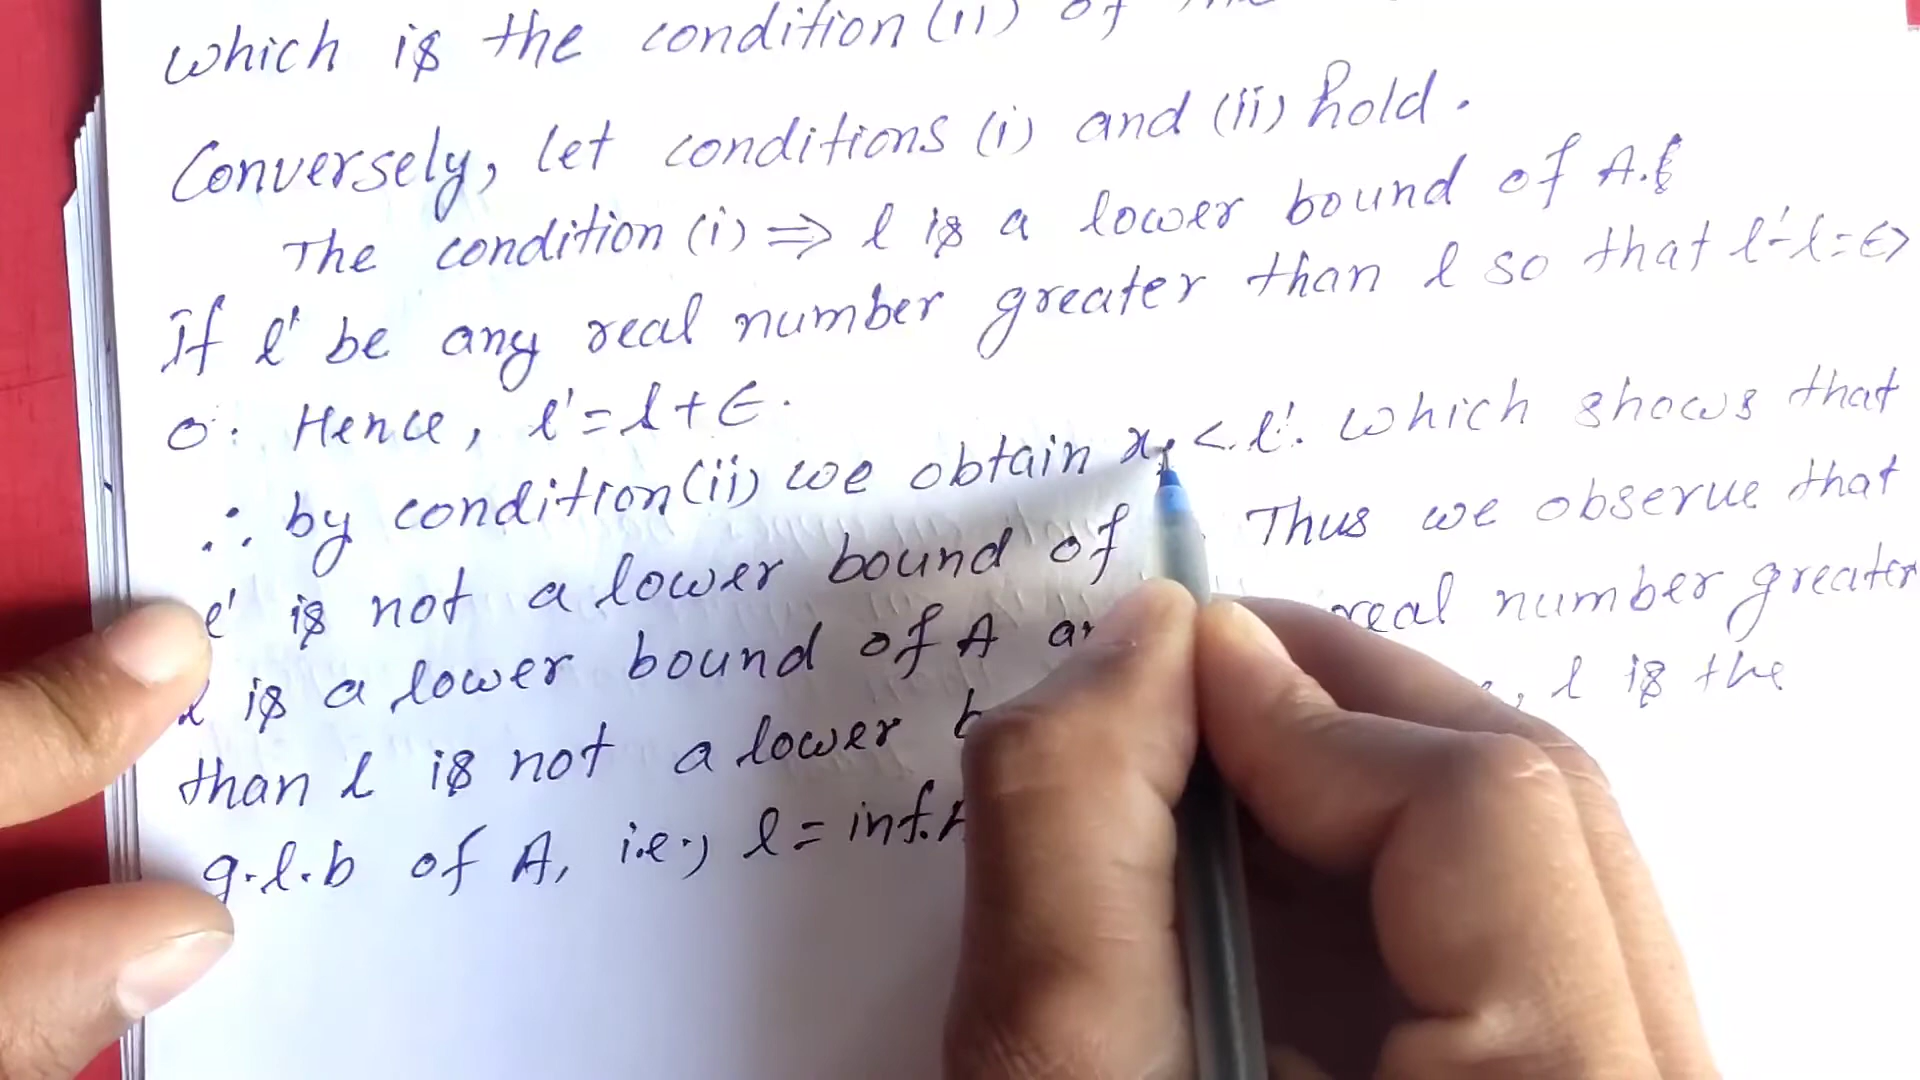 which is the condition (ii) of
Conversely, let conditions (i) and (ii) hold.
The condition (i) ⇒ l is a lower bound of A.
If l' be any real number greater than l so that l'-l=ϵ>
0. Hence, l'=l+ϵ.
∴ by condition (ii) we obtain x < l'. which shows that
l' is not a lower bound of Thus we observe that
l is a lower bound of A real number greater
than l is not a lower l is the
g.l.b of A, i.e., l = inf.A